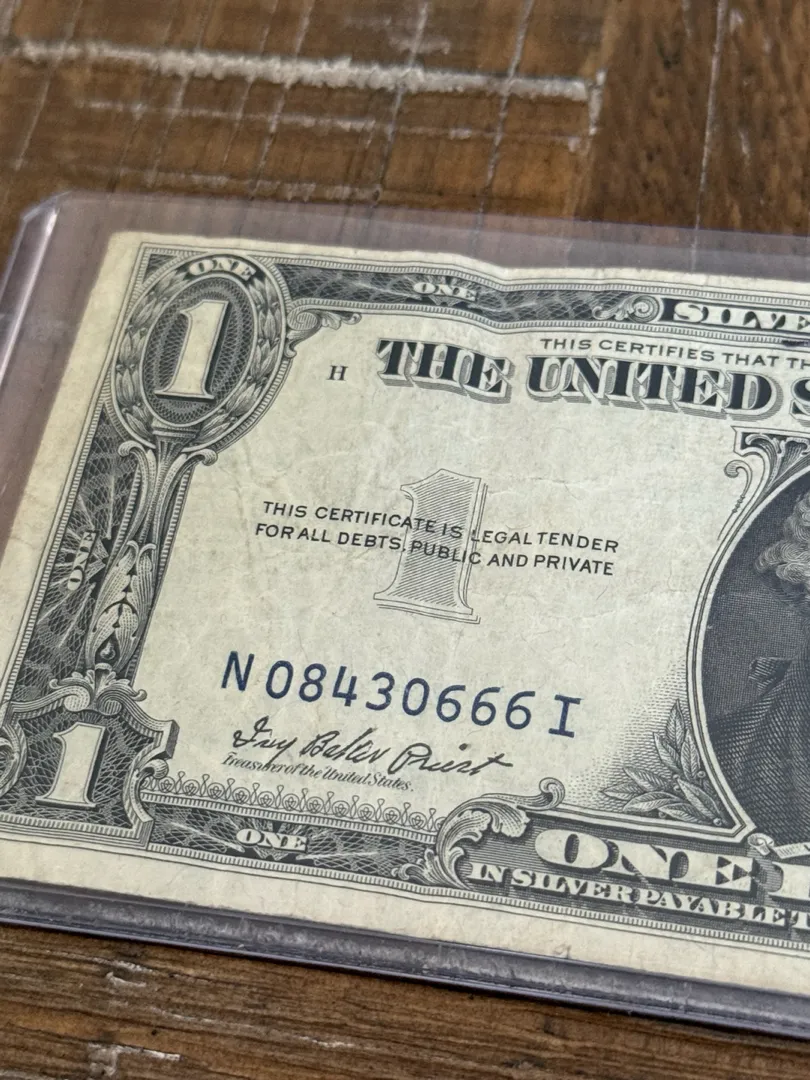 ONE
ONE
1
SILVE
THIS CERTIFIES THAT TH
H
THE UNITED S
1
THIS CERTIFICATE IS LEGAL TENDER
FOR ALL DEBTS, PUBLIC AND PRIVATE
ONE
N 08430666 I
Ivy Baker Priest
Treasurer of the United States.
1
ONE
ONE
IN SILVER PAYABLE T